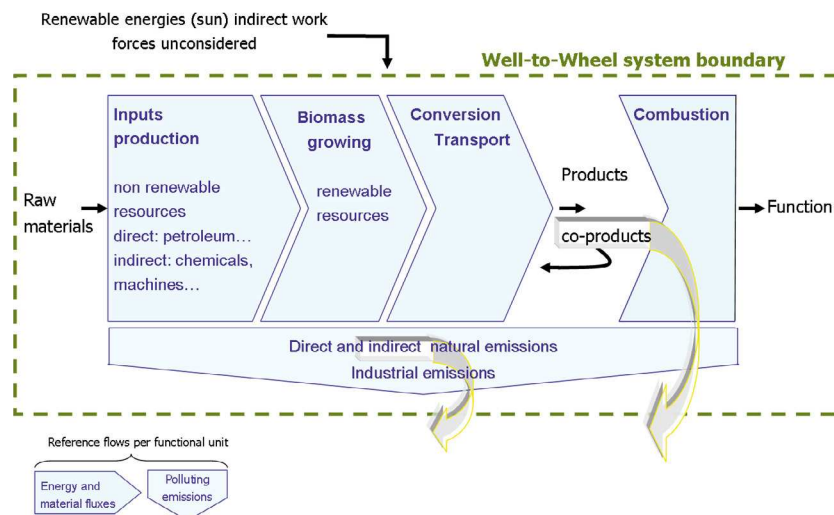 Renewable energies (sun) indirect work
forces unconsidered
Well-to-Wheel system boundary
Inputs
production
Biomass
growing
Conversion
Transport
Combustion
non renewable
resources
direct: petroleum...
indirect: chemicals,
machines...
renewable
resources
Raw
materials
Products
co-products
Function
Direct and indirect natural emissions
Industrial emissions
Reference flows per functional unit
Energy and
material fluxes
Polluting
emissions